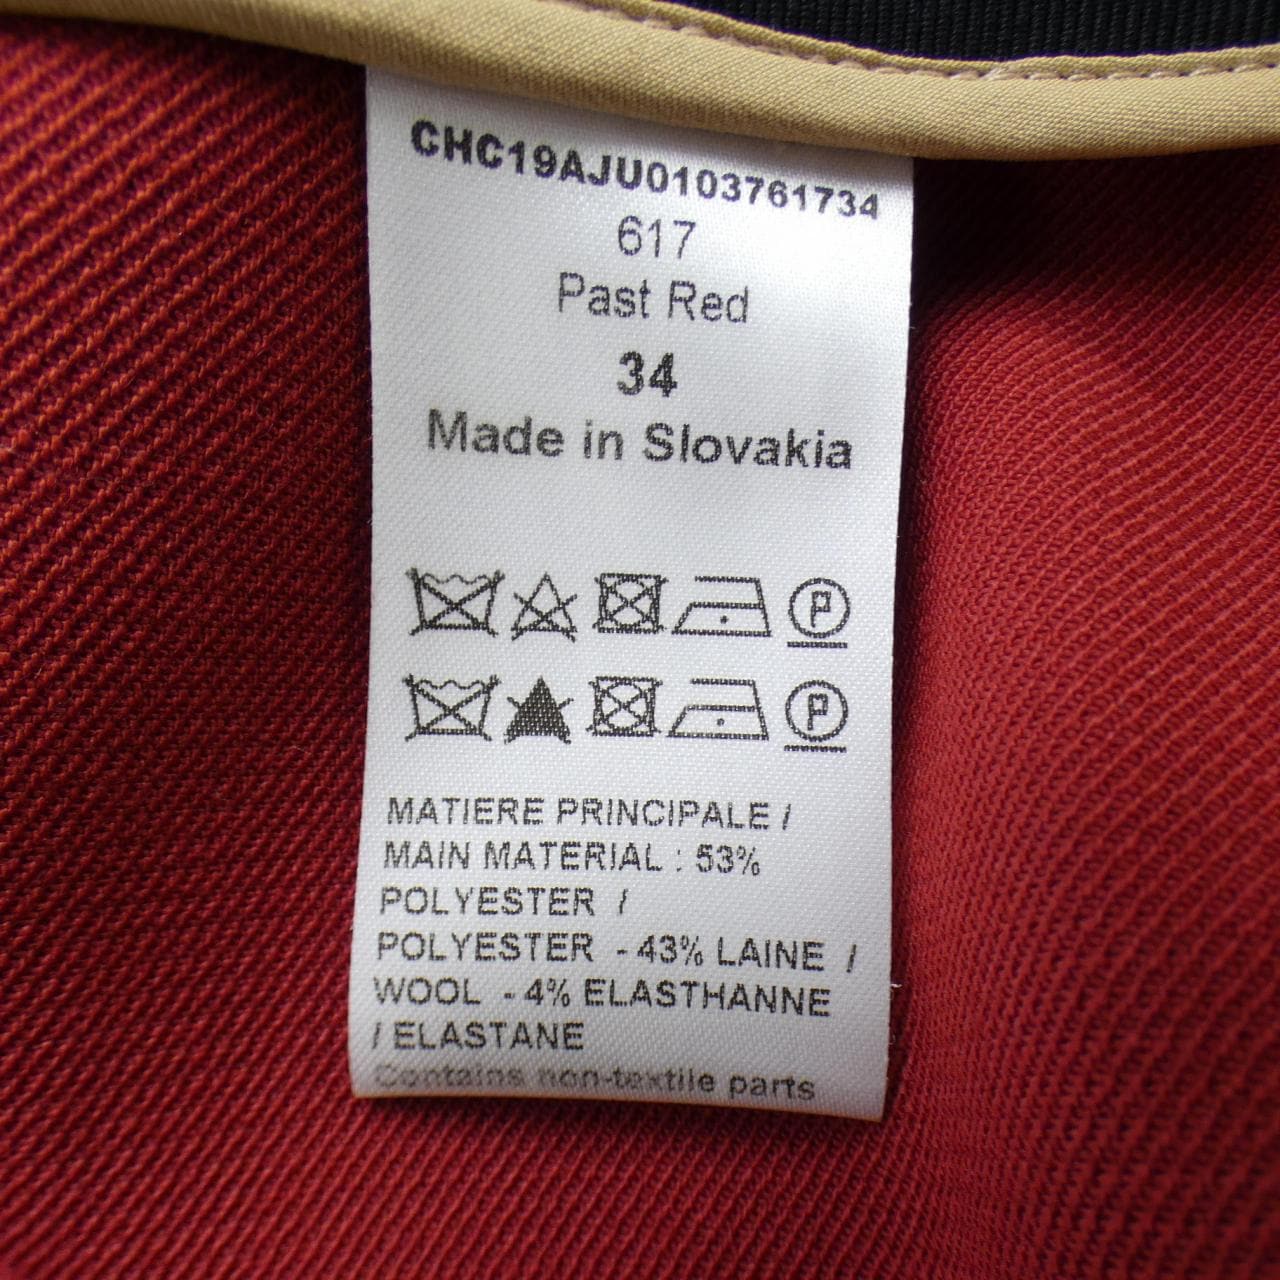 CHC19AJU0103761734
617
Past Red
34
Made in Slovakia
P
P
MATIERE PRINCIPALE /
MAIN MATERIAL : 53%
POLYESTER /
POLYESTER - 43% LAINE /
WOOL - 4% ELASTHANNE
/ ELASTANE
Contains non-textile parts